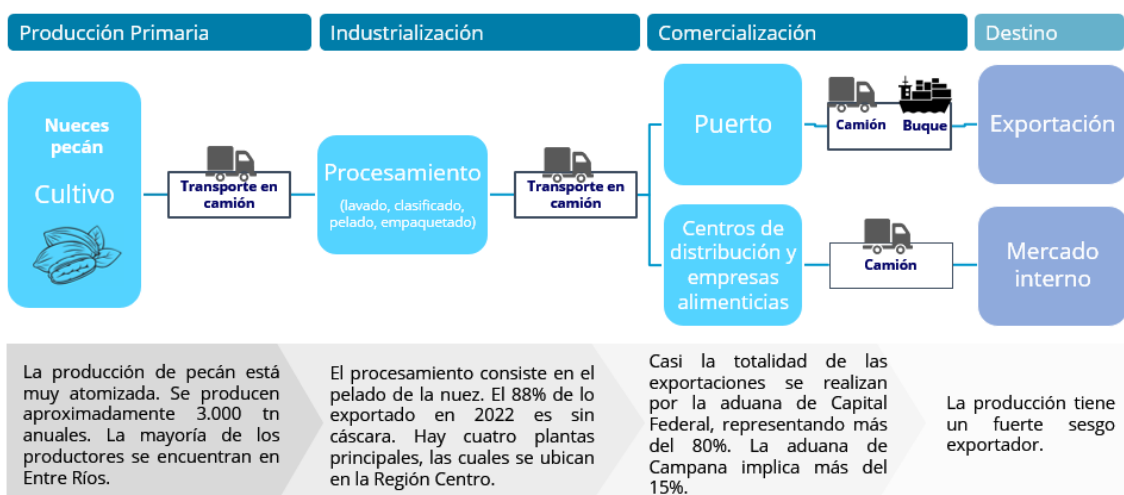 Producción Primaria
Industrialización
Comercialización
Destino
Nueces
pecán
Cultivo
Transporte en
camión
Procesamiento
(lavado, clasificado,
pelado, empaquetado)
Transporte en
camión
Puerto
Camión
Buque
Exportación
Centros de
distribución y
empresas
alimenticias
Camión
Mercado
interno
La producción de pecán está
muy atomizada. Se producen
aproximadamente 3.000 tn
anuales. La mayoría de los
productores se encuentran en
Entre Ríos.
El procesamiento consiste en el
pelado de la nuez. El 88% de lo
exportado en 2022 es sin
cáscara. Hay cuatro plantas
principales, las cuales se ubican
en la Región Centro.
Casi la totalidad de las
exportaciones se realizan
por la aduana de Capital
Federal, representando más
del 80%. La aduana de
Campana implica más del
15%.
La producción tiene
un fuerte sesgo
exportador.